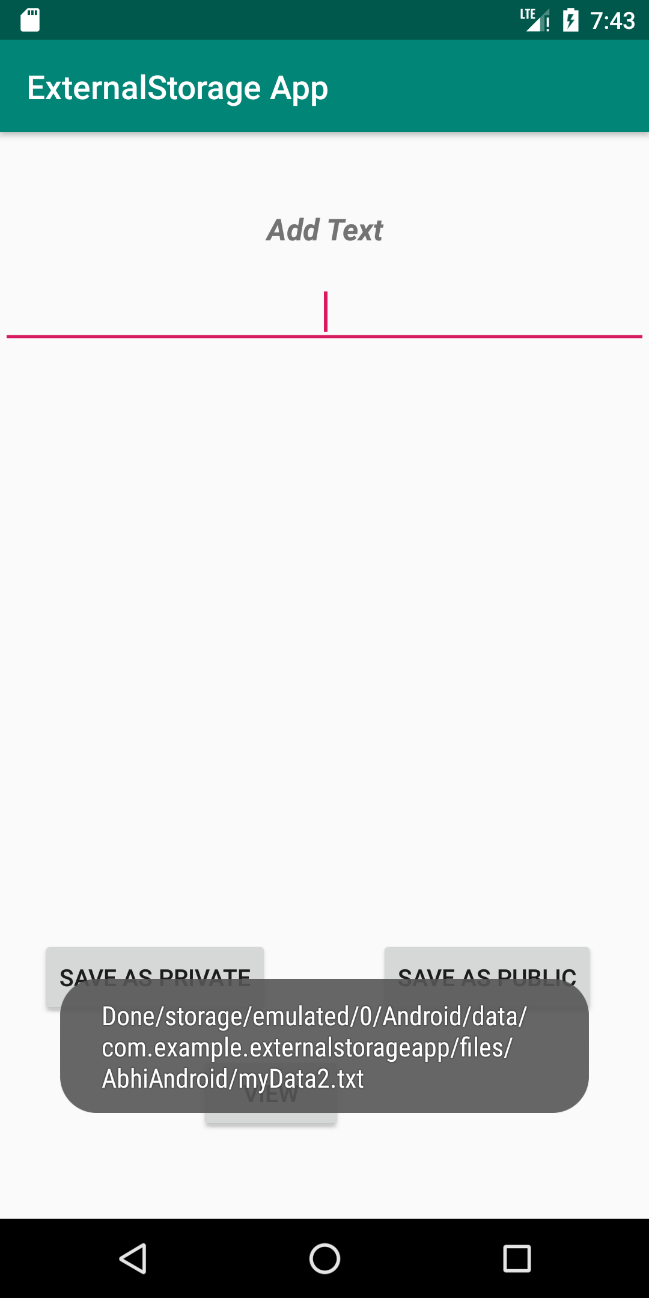 LTE 7:43
ExternalStorage App
Add Text
SAVE AS PRIVATE SAVE AS PUBLIC
Done/storage/emulated/0/Android/data/
com.example.externalstorageapp/files/
AbhiAndroid/myData2.txt
VIEW